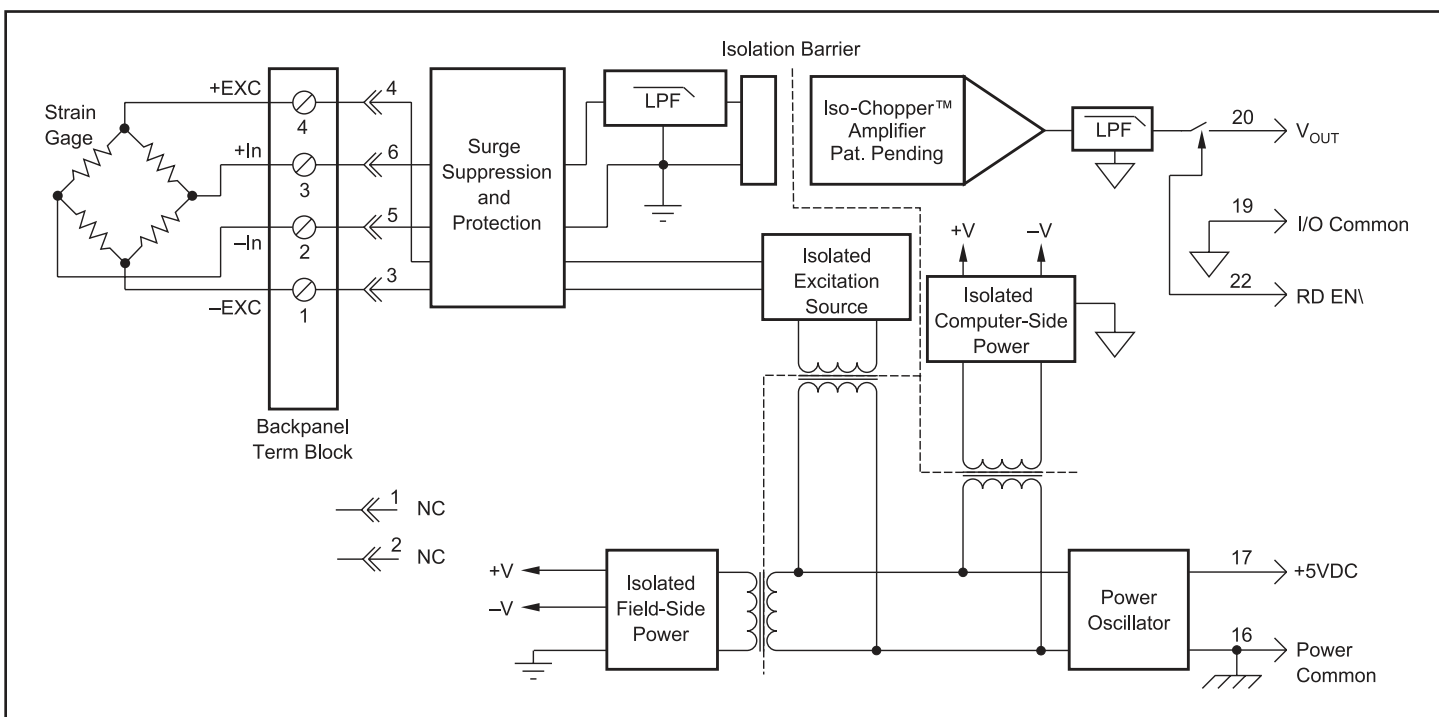 Isolation Barrier
Strain
Gage
+EXC
4
4
+In
3
6
–In
2
5
–EXC
1
3
Backpanel
Term Block
Surge
Suppression
and
Protection
LPF
Iso-Chopper™
Amplifier
Pat. Pending
LPF
20
VOUT
19
I/O Common
22
RD EN\
Isolated
Excitation
Source
+V
–V
Isolated
Computer-Side
Power
1
NC
2
NC
+V
–V
Isolated
Field-Side
Power
Power
Oscillator
17
+5VDC
16
Power
Common